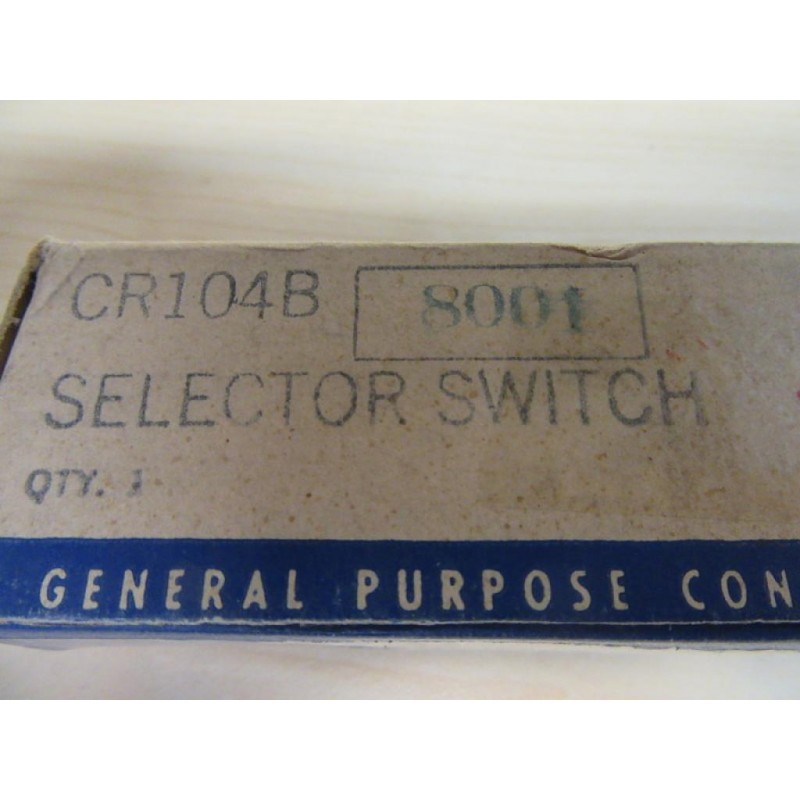 CR104B 8001
SELECTOR SWITCH
QTY. 1
GENERAL PURPOSE CON